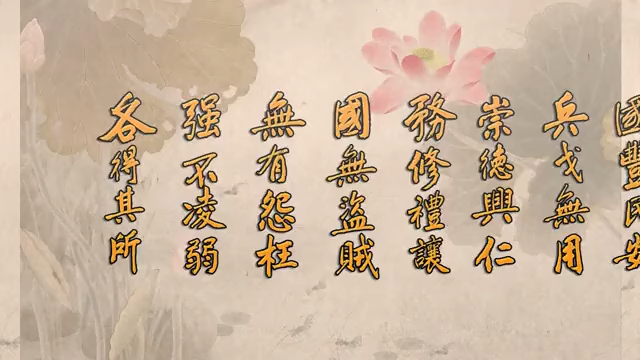 國豐民安
兵戈無用
崇德興仁
務修禮讓
國無盜賊
無有怨枉
强不凌弱
各得其所